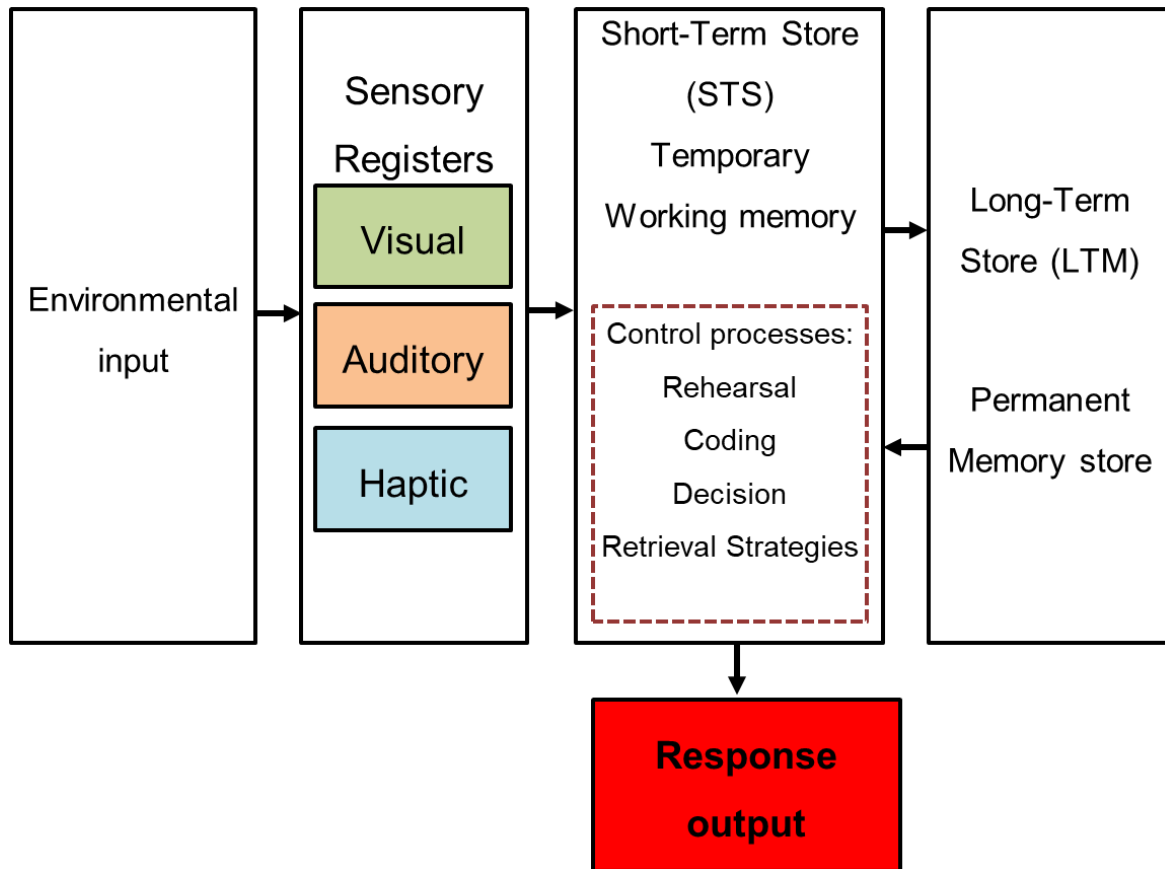 Environmental
input
Sensory
Registers
Visual
Auditory
Haptic
Short-Term Store
(STS)
Temporary
Working memory
Control processes:
Rehearsal
Coding
Decision
Retrieval Strategies
Long-Term
Store (LTM)
Permanent
Memory store
Response
output